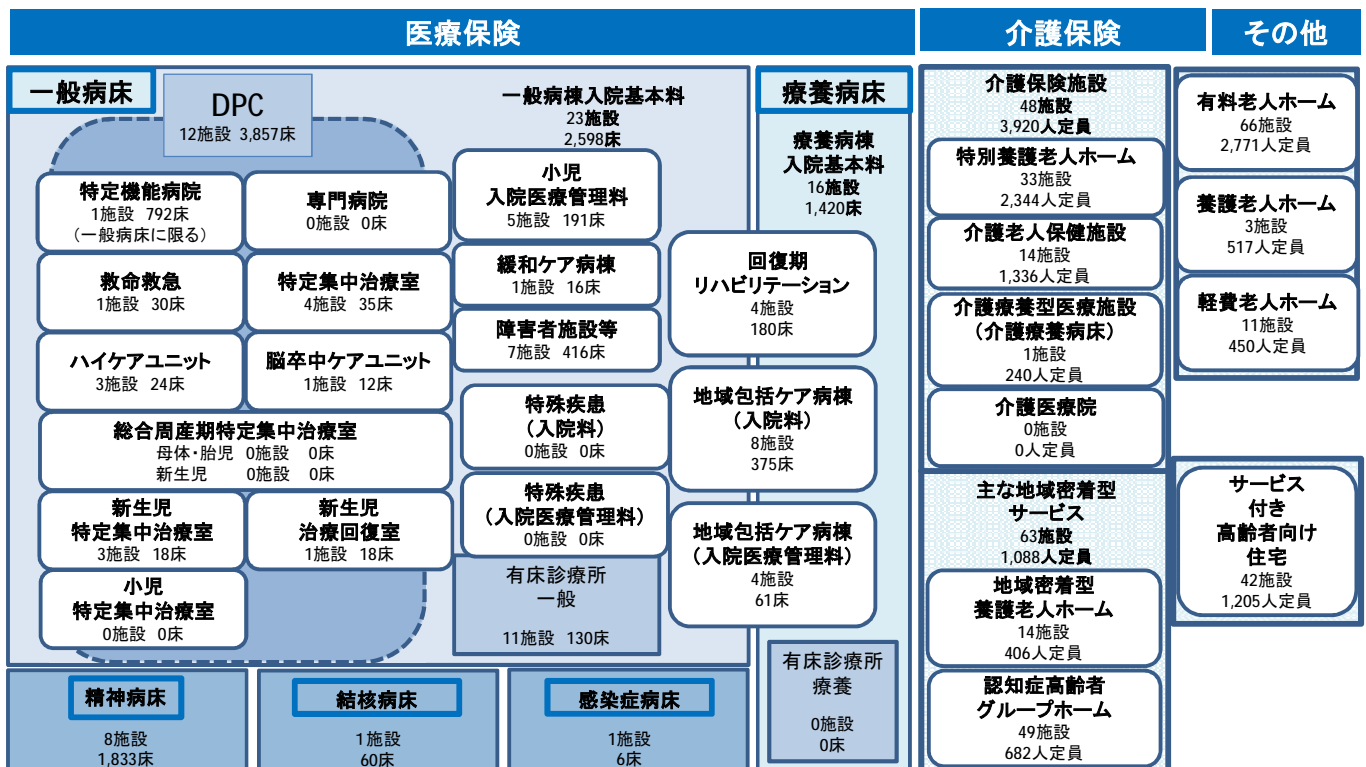 医療保険
介護保険
その他
一般病床
DPC
12施設 3,857床
一般病棟入院基本料
23施設
2,598床
特定機能病院
1施設 792床
(一般病床に限る)
専門病院
0施設 0床
小児
入院医療管理料
5施設 191床
救命救急
1施設 30床
特定集中治療室
4施設 35床
緩和ケア病棟
1施設 16床
ハイケアユニット
3施設 24床
脳卒中ケアユニット
1施設 12床
障害者施設等
7施設 416床
総合周産期特定集中治療室
母体・胎児 0施設 0床
新生児 0施設 0床
特殊疾患
(入院料)
0施設 0床
新生児
特定集中治療室
3施設 18床
新生児
治療回復室
1施設 18床
特殊疾患
(入院医療管理料)
0施設 0床
小児
特定集中治療室
0施設 0床
有床診療所
一般
11施設 130床
療養病床
療養病棟
入院基本料
16施設
1,420床
回復期
リハビリテーション
4施設
180床
地域包括ケア病棟
(入院料)
8施設
375床
地域包括ケア病棟
(入院医療管理料)
4施設
61床
有床診療所
療養
0施設
0床
精神病床
8施設
1,833床
結核病床
1施設
60床
感染症病床
1施設
6床
介護保険施設
48施設
3,920人定員
特別養護老人ホーム
33施設
2,344人定員
介護老人保健施設
14施設
1,336人定員
介護療養型医療施設
(介護療養病床)
1施設
240人定員
介護医療院
0施設
0人定員
主な地域密着型
サービス
63施設
1,088人定員
地域密着型
養護老人ホーム
14施設
406人定員
認知症高齢者
グループホーム
49施設
682人定員
有料老人ホーム
66施設
2,771人定員
養護老人ホーム
3施設
517人定員
軽費老人ホーム
11施設
450人定員
サービス
付き
高齢者向け
住宅
42施設
1,205人定員